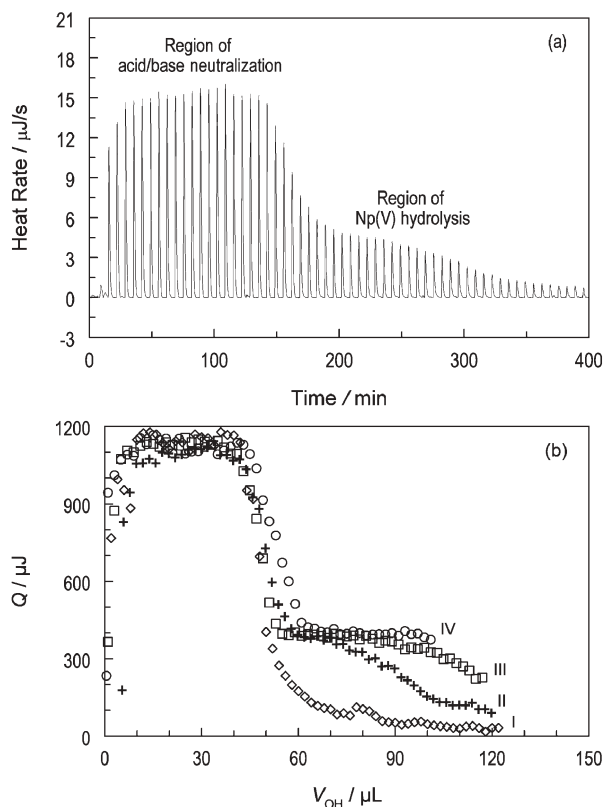 21
18
15
12
9
6
3
0
-3
Heat Rate / μJ/s
(a)
Region of
acid/base neutralization
Region of
Np(V) hydrolysis
0 100 200 300 400
Time / min
1200
900
600
300
0
Q / μJ
(b)
IV
III
II
I
0 30 60 90 120 150
V_OH / μL